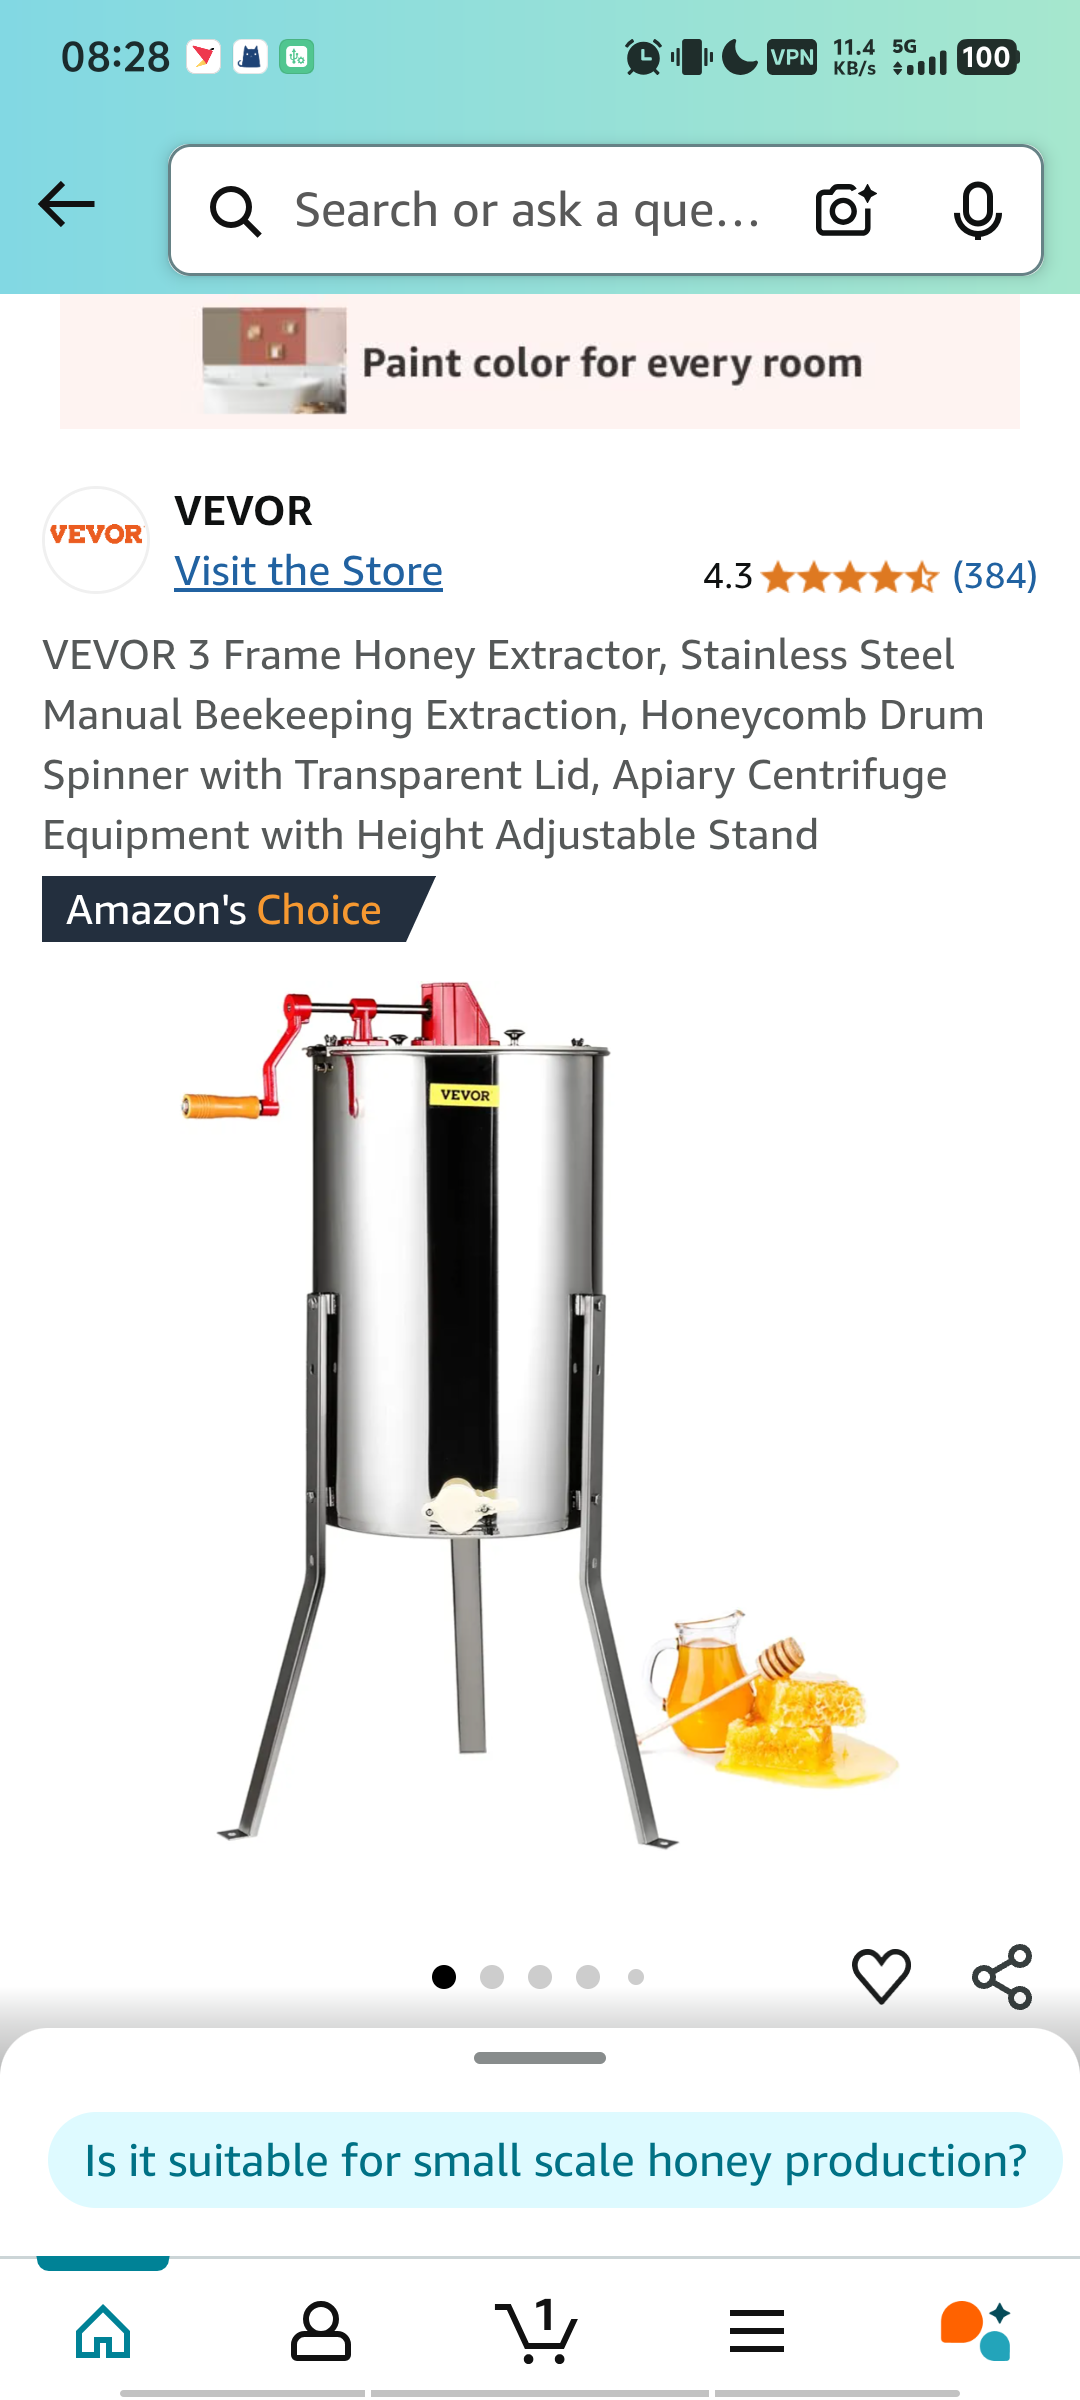 08:28
VPN
11.4
KB/s
5G
100
Search or ask a que...
Paint color for every room
VEVOR
VEVOR
Visit the Store
4.3
(384)
VEVOR 3 Frame Honey Extractor, Stainless Steel
Manual Beekeeping Extraction, Honeycomb Drum
Spinner with Transparent Lid, Apiary Centrifuge
Equipment with Height Adjustable Stand
Amazon's Choice
VEVOR
Is it suitable for small scale honey production?
1